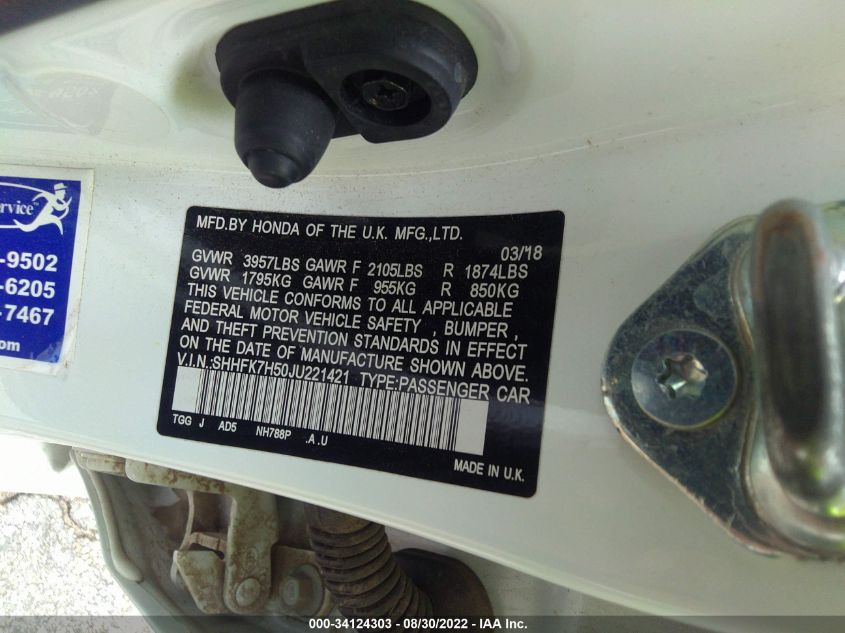 ervice™
-9502
-6205
-7467
.com
MFD.BY HONDA OF THE U.K. MFG.,LTD.
03/18
GVWR 3957LBS GAWR F 2105LBS R 1874LBS
GVWR 1795KG GAWR F 955KG R 850KG
THIS VEHICLE CONFORMS TO ALL APPLICABLE
FEDERAL MOTOR VEHICLE SAFETY , BUMPER ,
AND THEFT PREVENTION STANDARDS IN EFFECT
ON THE DATE OF MANUFACTURE SHOWN ABOVE.
V.I.N.:SHHFK7H50JU221421 TYPE:PASSENGER CAR
TGG J AD5 NH788P .A.U
MADE IN U.K.
000-34124303 - 08/30/2022 - IAA Inc.